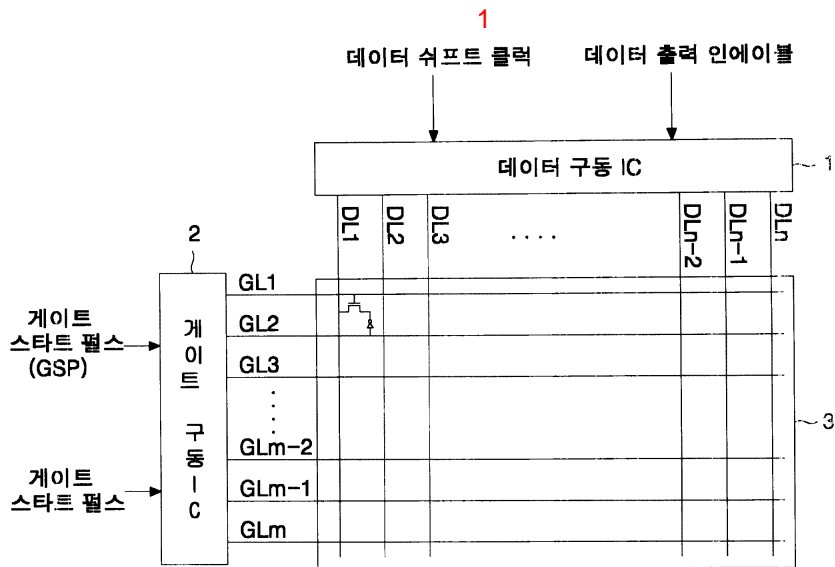 1
데이터 쉬프트 클럭
데이터 출력 인에이블
데이터 구동 IC
1
DL1
DL2
DL3
....
DLn-2
DLn-1
DLn
2
게이트 구동 IC
게이트
스타트 펄스
(GSP)
게이트
스타트 펄스
GL1
GL2
GL3
GLm-2
GLm-1
GLm
3